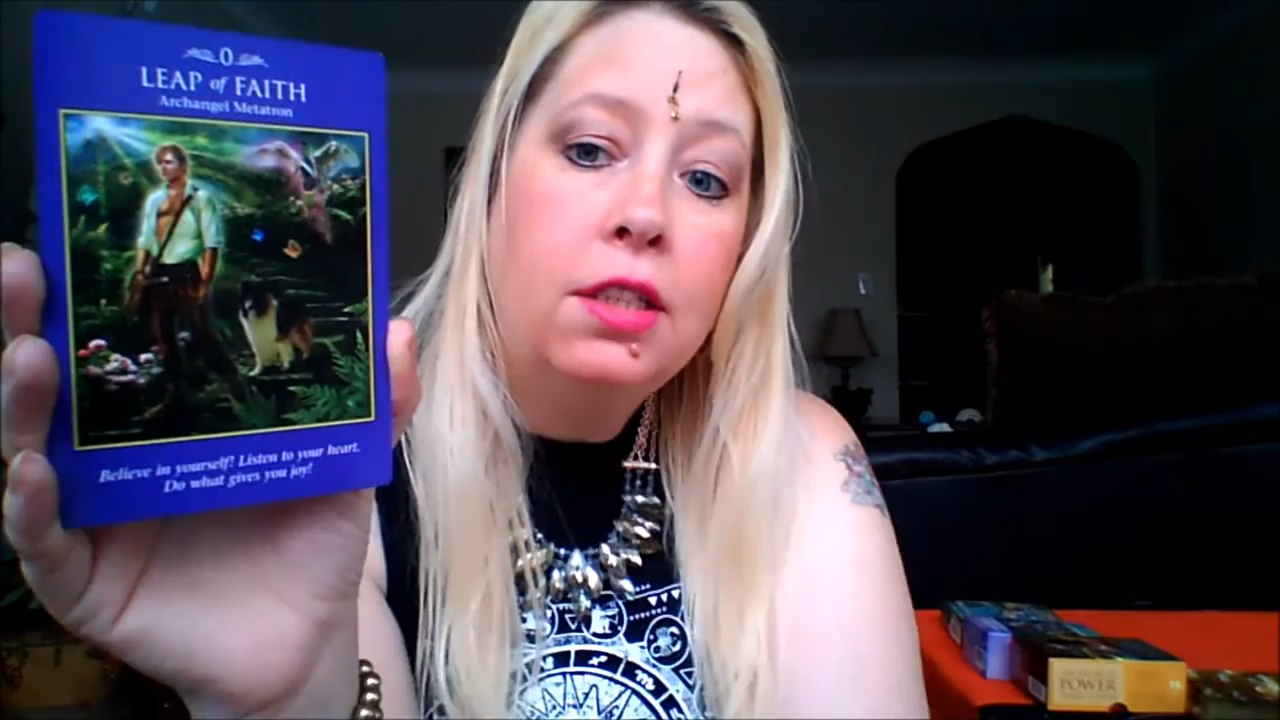 0
LEAP of FAITH
Archangel Metatron
Believe in yourself! Listen to your heart.
Do what gives you joy!
POWER